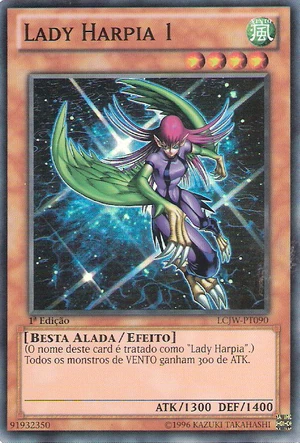 LADY HARPIA 1
VENTO
風
1ª Edição
LCJW-PT090
[BESTA ALADA / EFEITO]
(O nome deste card é tratado como "Lady Harpia".)
Todos os monstros de VENTO ganham 300 de ATK.
ATK/1300 DEF/1400
91932350
©1996 KAZUKI TAKAHASHI